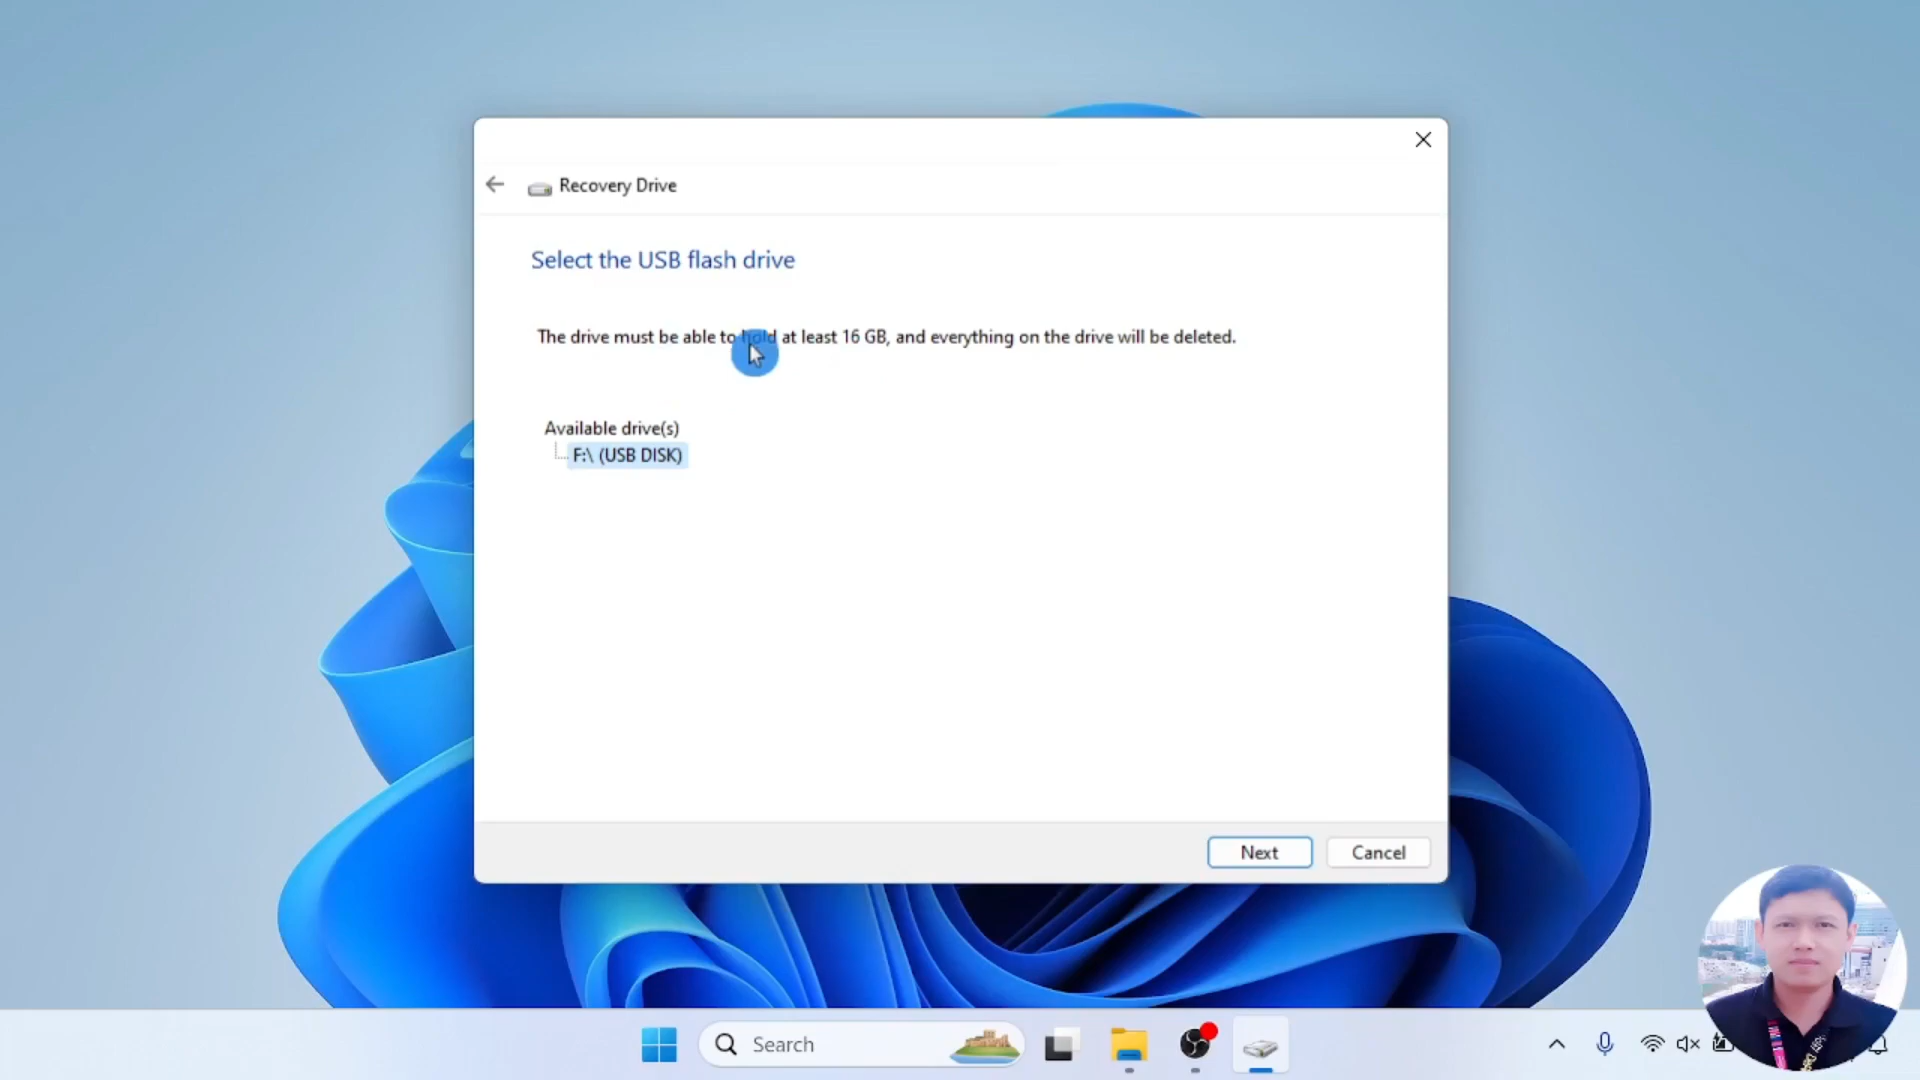 Recovery Drive
Select the USB flash drive
The drive must be able to hold at least 16 GB, and everything on the drive will be deleted.
Available drive(s)
F:\ (USB DISK)
Next
Cancel
Search